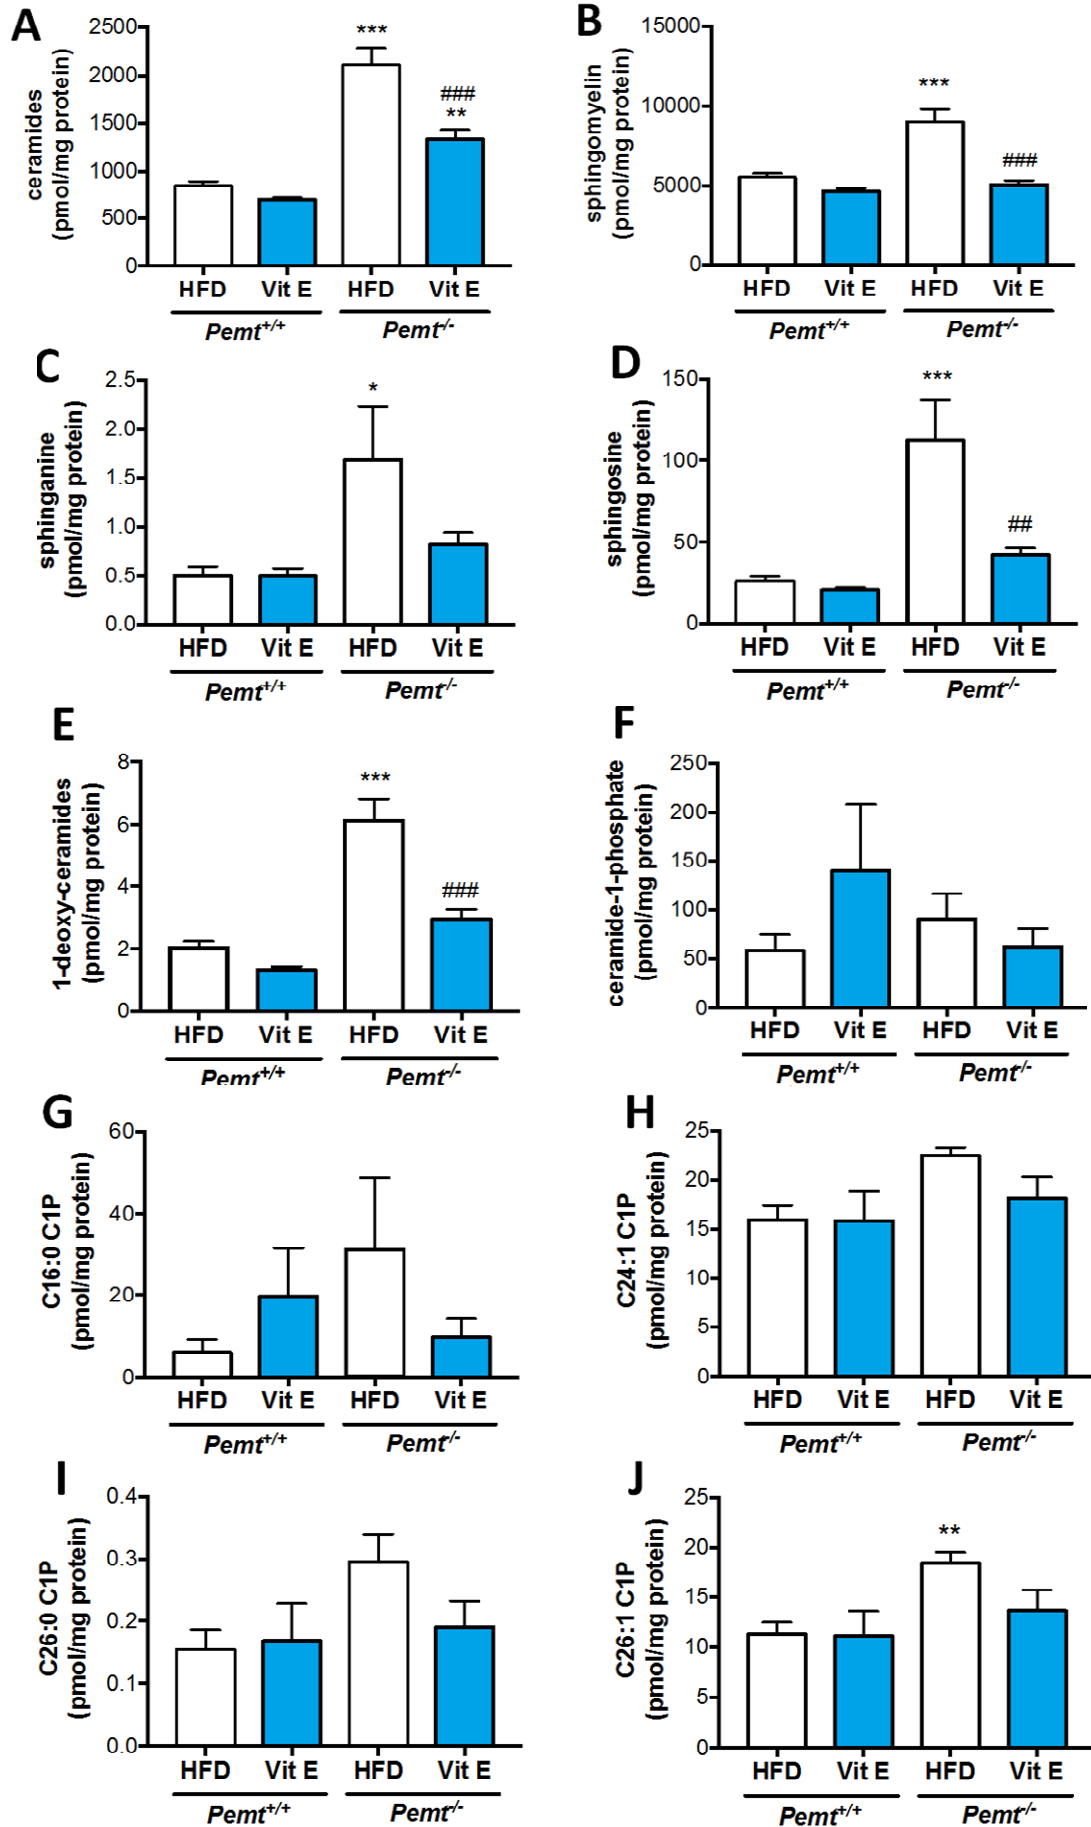 A
ceramides
(pmol/mg protein)
2500
2000
1500
1000
500
0
***
###
**
HFD Vit E HFD Vit E
Pemt+/+ Pemt-/-
B
sphingomyelin
(pmol/mg protein)
15000
10000
5000
0
***
###
HFD Vit E HFD Vit E
Pemt+/+ Pemt-/-
C
sphinganine
(pmol/mg protein)
2.5
2.0
1.5
1.0
0.5
0.0
*
HFD Vit E HFD Vit E
Pemt+/+ Pemt-/-
D
sphingosine
(pmol/mg protein)
150
100
50
0
***
##
HFD Vit E HFD Vit E
Pemt+/+ Pemt-/-
E
1-deoxy-ceramides
(pmol/mg protein)
8
6
4
2
0
***
###
HFD Vit E HFD Vit E
Pemt+/+ Pemt-/-
F
ceramide-1-phosphate
(pmol/mg protein)
250
200
150
100
50
0
HFD Vit E HFD Vit E
Pemt+/+ Pemt-/-
G
C16:0 C1P
(pmol/mg protein)
60
40
20
0
HFD Vit E HFD Vit E
Pemt+/+ Pemt-/-
H
C24:1 C1P
(pmol/mg protein)
25
20
15
10
5
0
HFD Vit E HFD Vit E
Pemt+/+ Pemt-/-
I
C26:0 C1P
(pmol/mg protein)
0.4
0.3
0.2
0.1
0.0
HFD Vit E HFD Vit E
Pemt+/+ Pemt-/-
J
C26:1 C1P
(pmol/mg protein)
25
20
15
10
5
0
**
HFD Vit E HFD Vit E
Pemt+/+ Pemt-/-